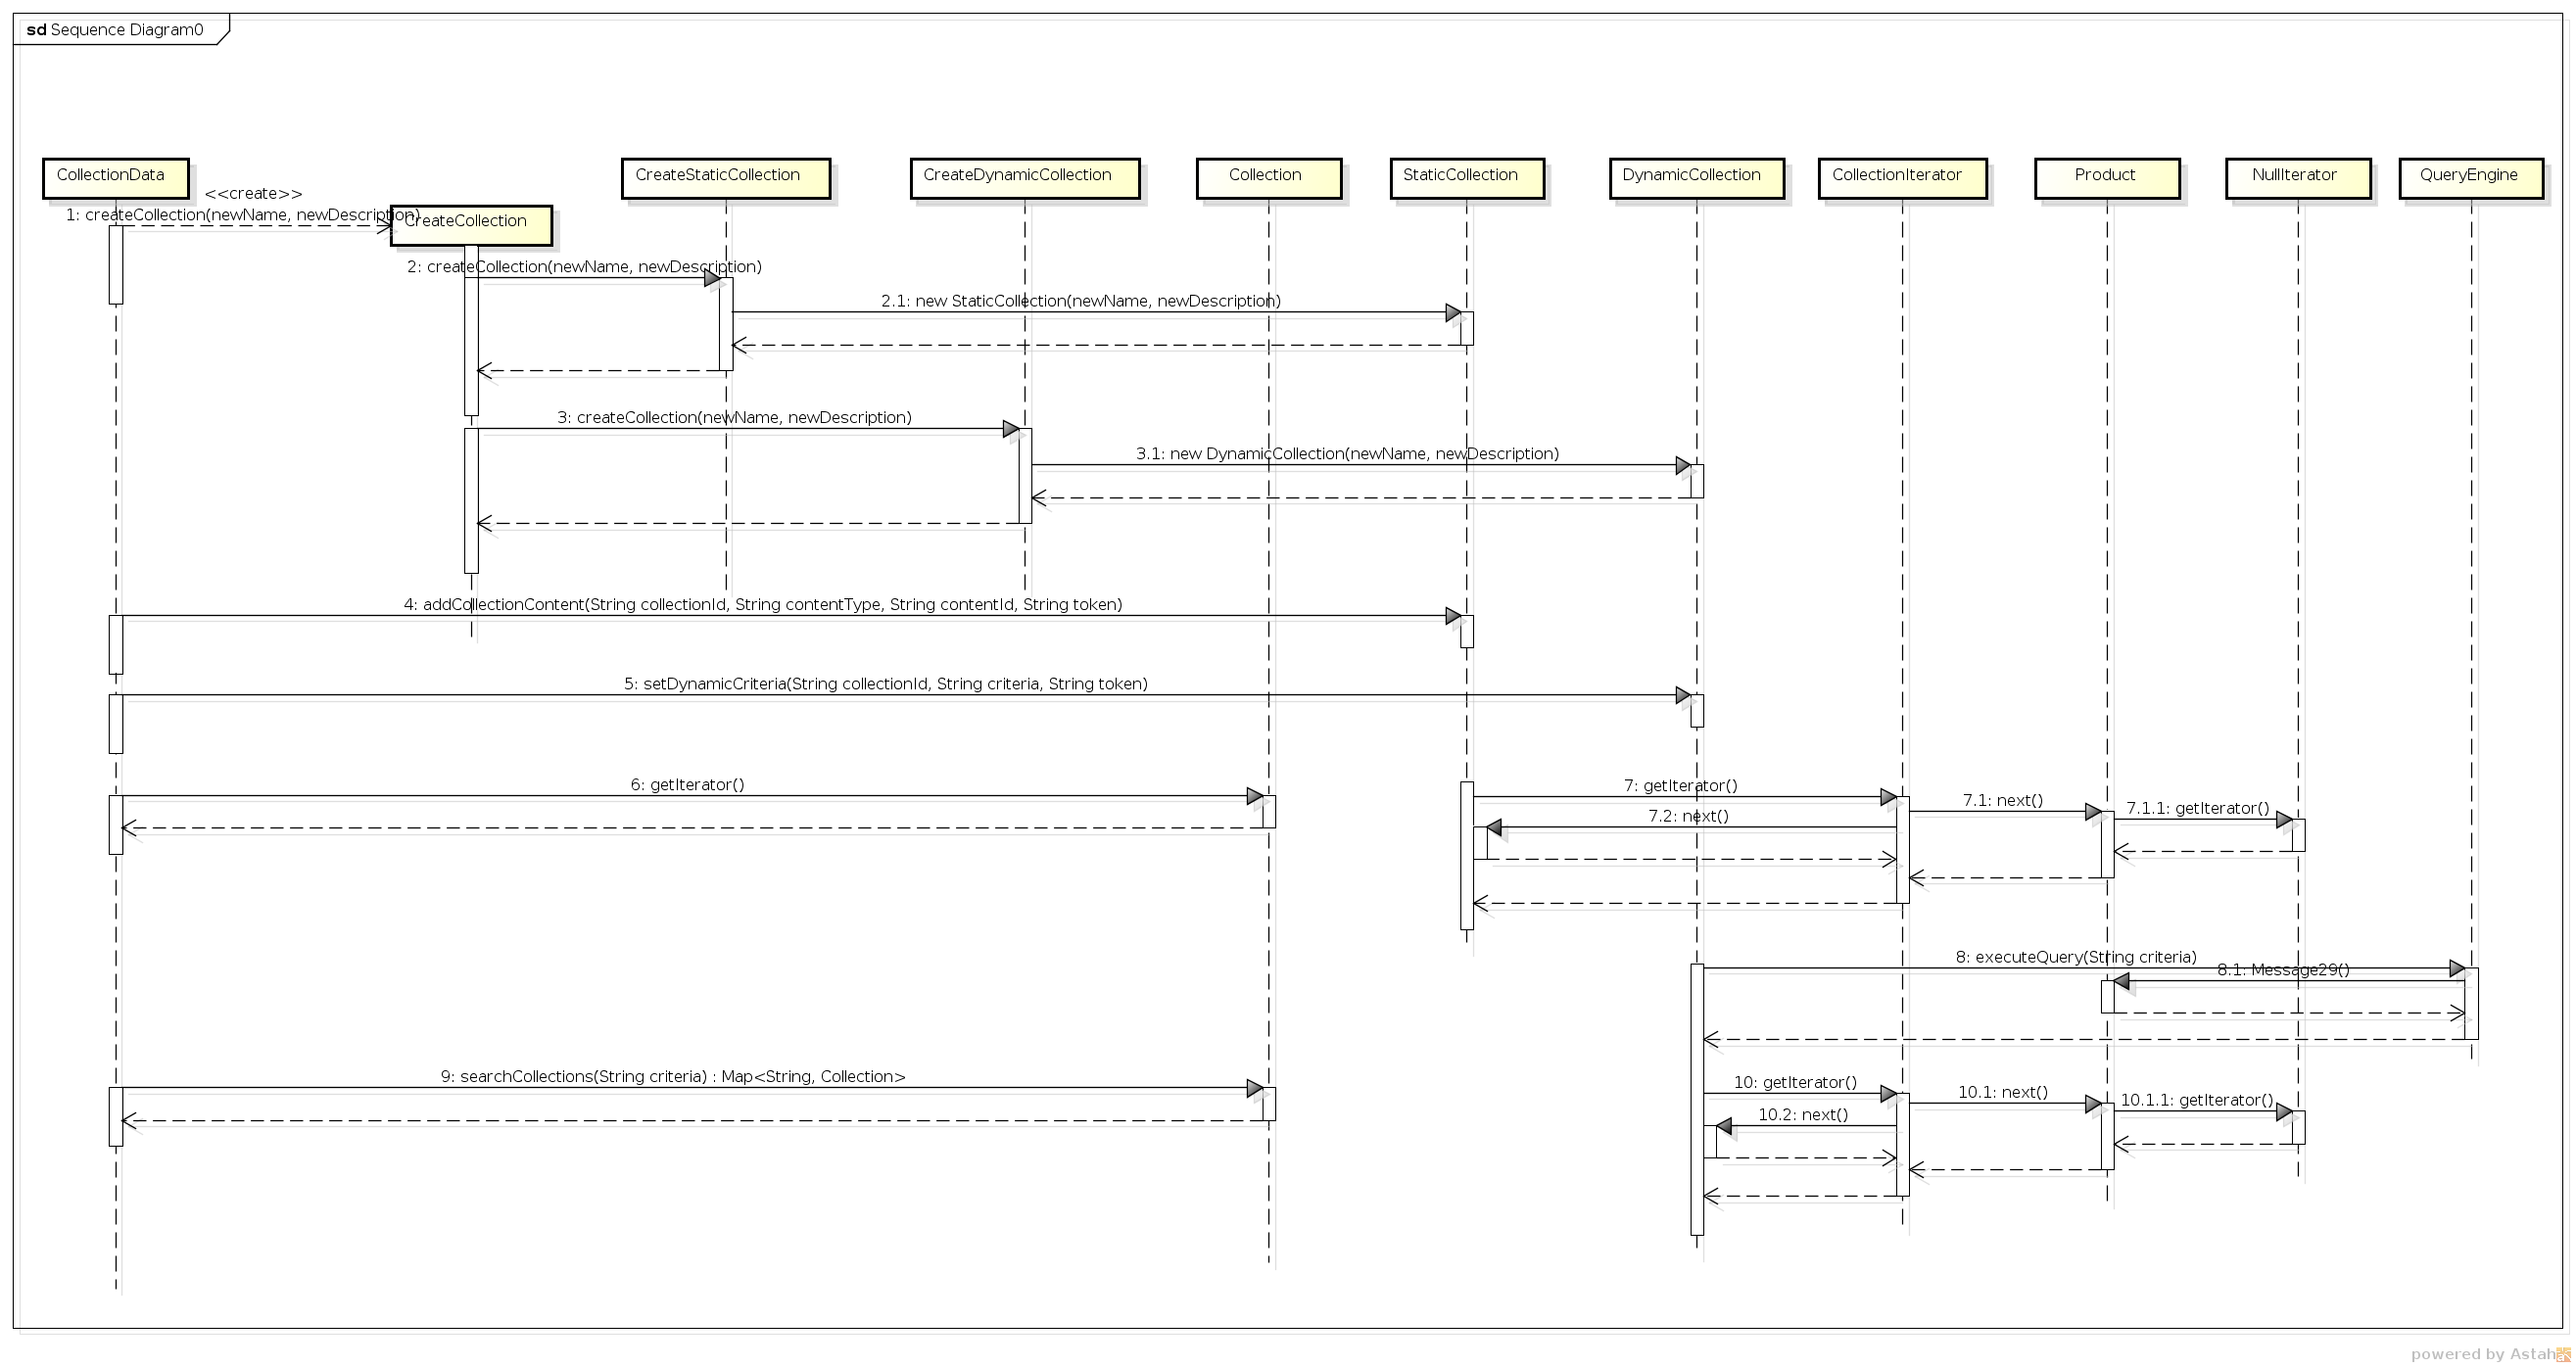 sd Sequence Diagram0
CollectionData
CreateStaticCollection
CreateDynamicCollection
Collection
StaticCollection
DynamicCollection
CollectionIterator
Product
NullIterator
QueryEngine
<<create>>
1: createCollection(newName, newDescription)
CreateCollection
2: createCollection(newName, newDescription)
2.1: new StaticCollection(newName, newDescription)
3: createCollection(newName, newDescription)
3.1: new DynamicCollection(newName, newDescription)
4: addCollectionContent(String collectionId, String contentType, String contentId, String token)
5: setDynamicCriteria(String collectionId, String criteria, String token)
6: getIterator()
7: getIterator()
7.1: next()
7.1.1: getIterator()
7.2: next()
8: executeQuery(String criteria)
8.1: Message29()
9: searchCollections(String criteria) : Map<String, Collection>
10: getIterator()
10.1: next()
10.1.1: getIterator()
10.2: next()
powered by Astah